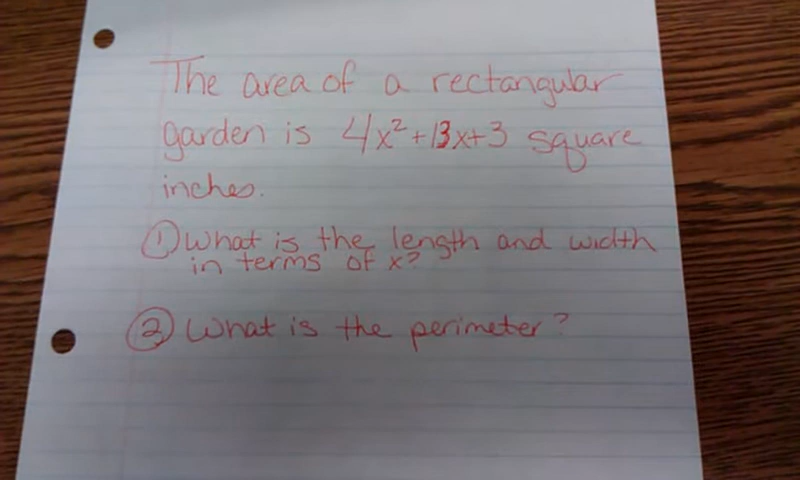 The area of a rectangular
garden is 4x²+13x+3 square
inches.
① What is the length and width
in terms of x?
② What is the perimeter?